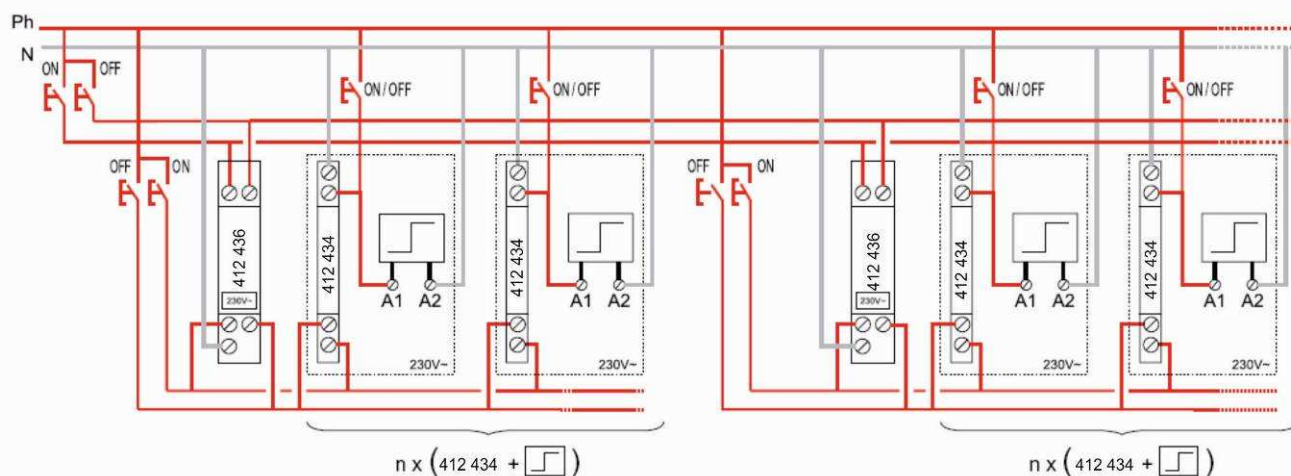 Ph
N
ON OFF ON / OFF ON / OFF ON / OFF ON / OFF
OFF ON OFF ON
412 436 412 434 412 434 412 436 412 434 412 434
230V~ 230V~
A1 A2 A1 A2 A1 A2 A1 A2
230V~ 230V~ 230V~ 230V~
n x ( 412 434 + ) n x ( 412 434 + )